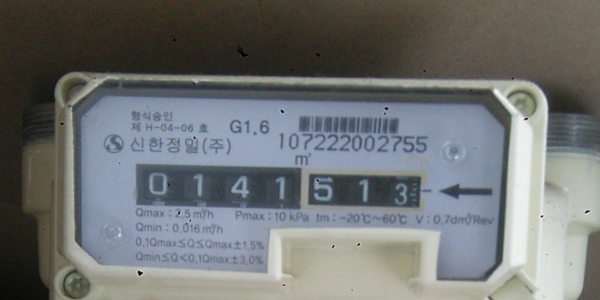 형식승인
제 H-04-06 호 G1.6
107222002755
신한정밀(주)
m³
0141513
Qmax : 2,5 m³/h Pmax : 10 kPa tm : -20℃~60℃ V : 0,7dm³/Rev
Qmin : 0,016 m³/h
0,1Qmax≤Q≤Qmax±1,5%
Qmin≤Q<0,1Qmax±3,0%